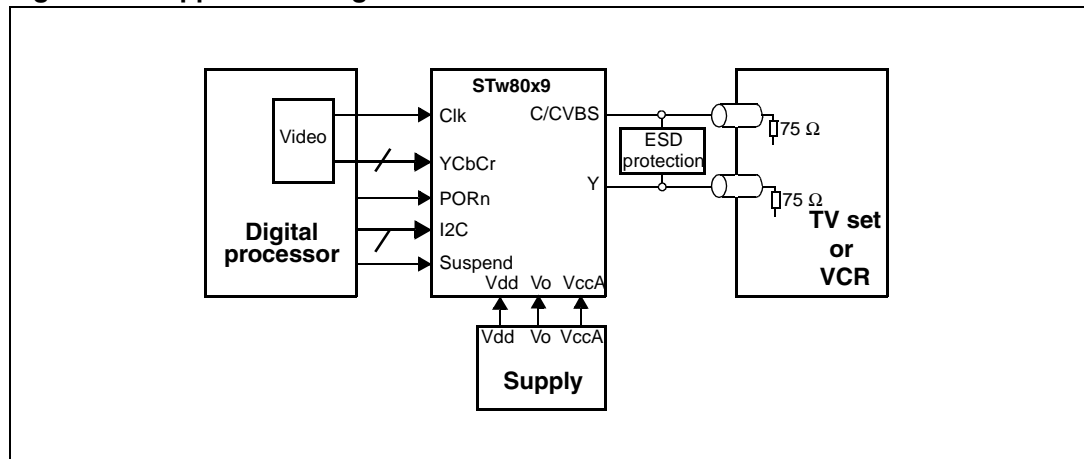 STw80x9
Clk
C/CVBS
Video
75 Ω
ESD
protection
YCbCr
Y
PORn
75 Ω
Digital
processor
I2C
TV set
or
VCR
Suspend
Vdd Vo VccA
Vdd Vo VccA
Supply